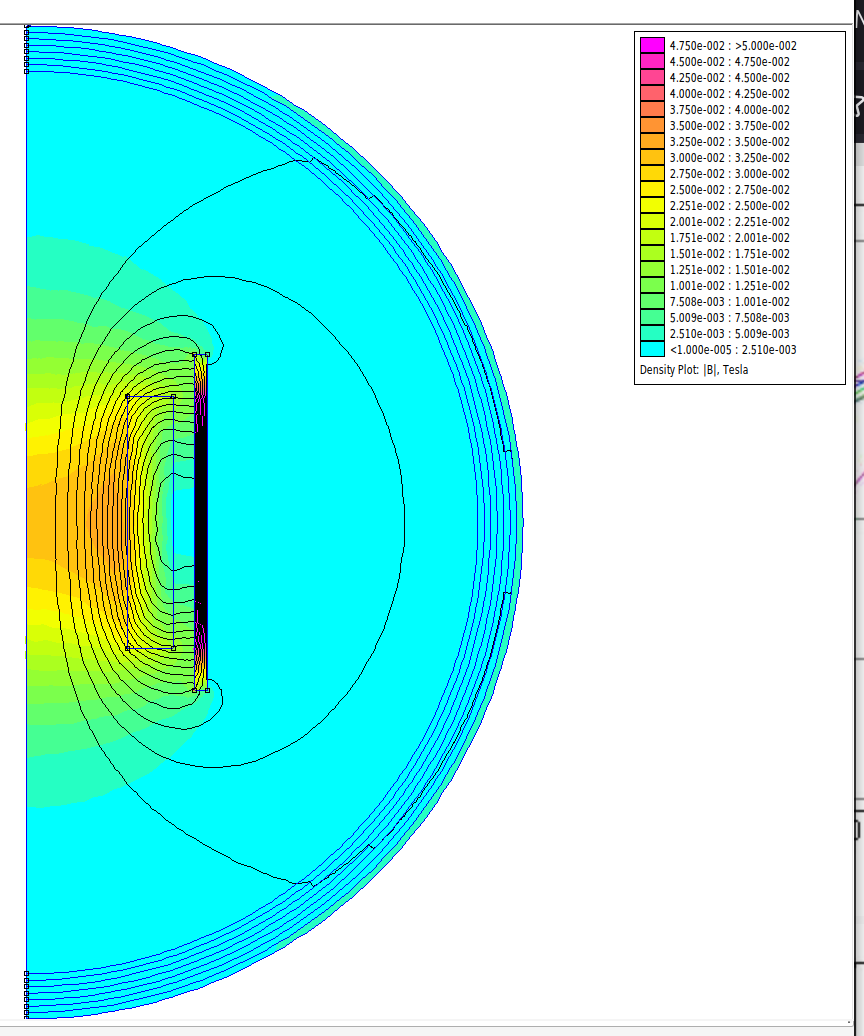 4.750e-002 : >5.000e-002
4.500e-002 : 4.750e-002
4.250e-002 : 4.500e-002
4.000e-002 : 4.250e-002
3.750e-002 : 4.000e-002
3.500e-002 : 3.750e-002
3.250e-002 : 3.500e-002
3.000e-002 : 3.250e-002
2.750e-002 : 3.000e-002
2.500e-002 : 2.750e-002
2.251e-002 : 2.500e-002
2.001e-002 : 2.251e-002
1.751e-002 : 2.001e-002
1.501e-002 : 1.751e-002
1.251e-002 : 1.501e-002
1.001e-002 : 1.251e-002
7.508e-003 : 1.001e-002
5.009e-003 : 7.508e-003
2.510e-003 : 5.009e-003
<1.000e-005 : 2.510e-003
Density Plot: |B|, Tesla